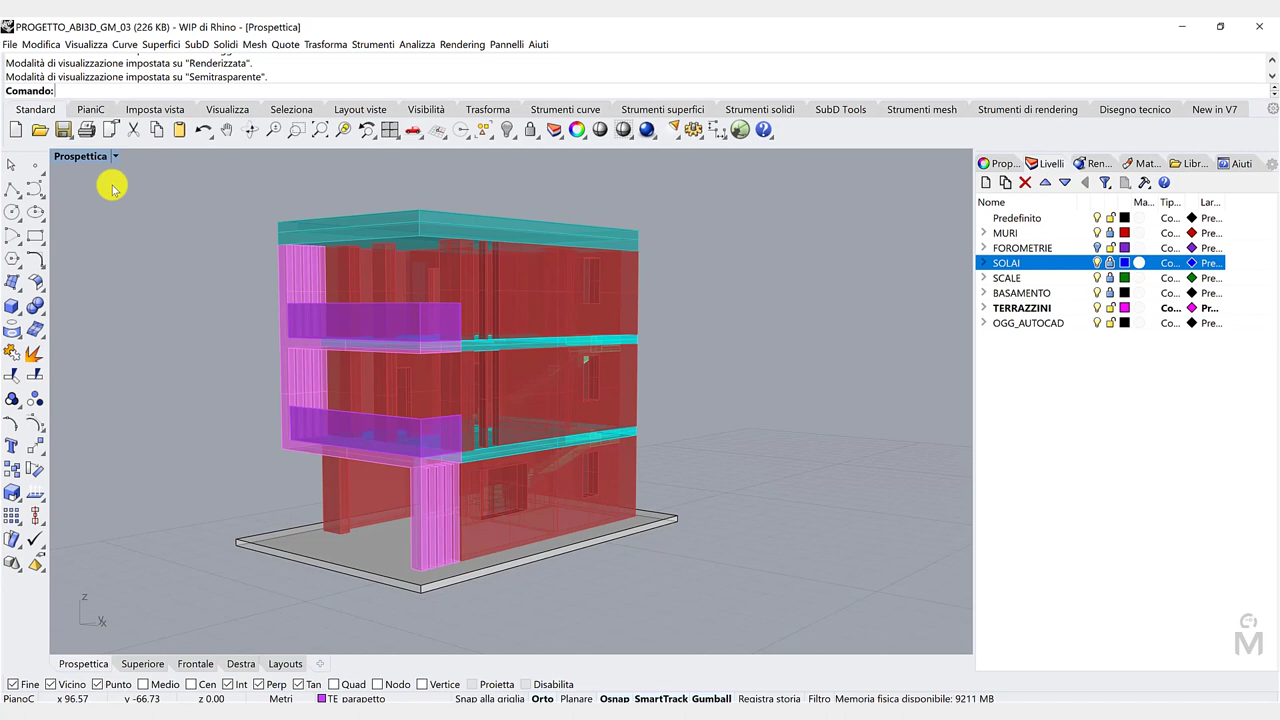 PROGETTO_ABI3D_GM_03 (226 KB) - WIP di Rhino - [Prospettica]
File Modifica Visualizza Curve Superfici SubD Solidi Mesh Quote Trasforma Strumenti Analizza Rendering Pannelli Aiuti
Modalità di visualizzazione impostata su "Renderizzata".
Modalità di visualizzazione impostata su "Semitrasparente".
Comando:
Standard PianiC Imposta vista Visualizza Seleziona Layout viste Visibilità Trasforma Strumenti curve Strumenti superfici Strumenti solidi SubD Tools Strumenti mesh Strumenti di rendering Disegno tecnico New in V7
Prospettica
Prop... Livelli Ren... Mat... Libr... Aiuti
Nome Ma... Tip... Lar...
Predefinito Co... Pre...
MURI Co... Pre...
FOROMETRIE Co... Pre...
SOLAI Co... Pre...
SCALE Co... Pre...
BASAMENTO Co... Pre...
TERRAZZINI Co... Pr...
OGG_AUTOCAD Co... Pre...
z
y x
M
Prospettica Superiore Frontale Destra Layouts
Fine Vicino Punto Medio Cen Int Perp Tan Quad Nodo Vertice Proietta Disabilita
PianoC x 96.57 y -66.73 z 0.00 Metri TE_parapetto Snap alla griglia Orto Planare Osnap SmartTrack Gumball Registra storia Filtro Memoria fisica disponibile: 9211 MB